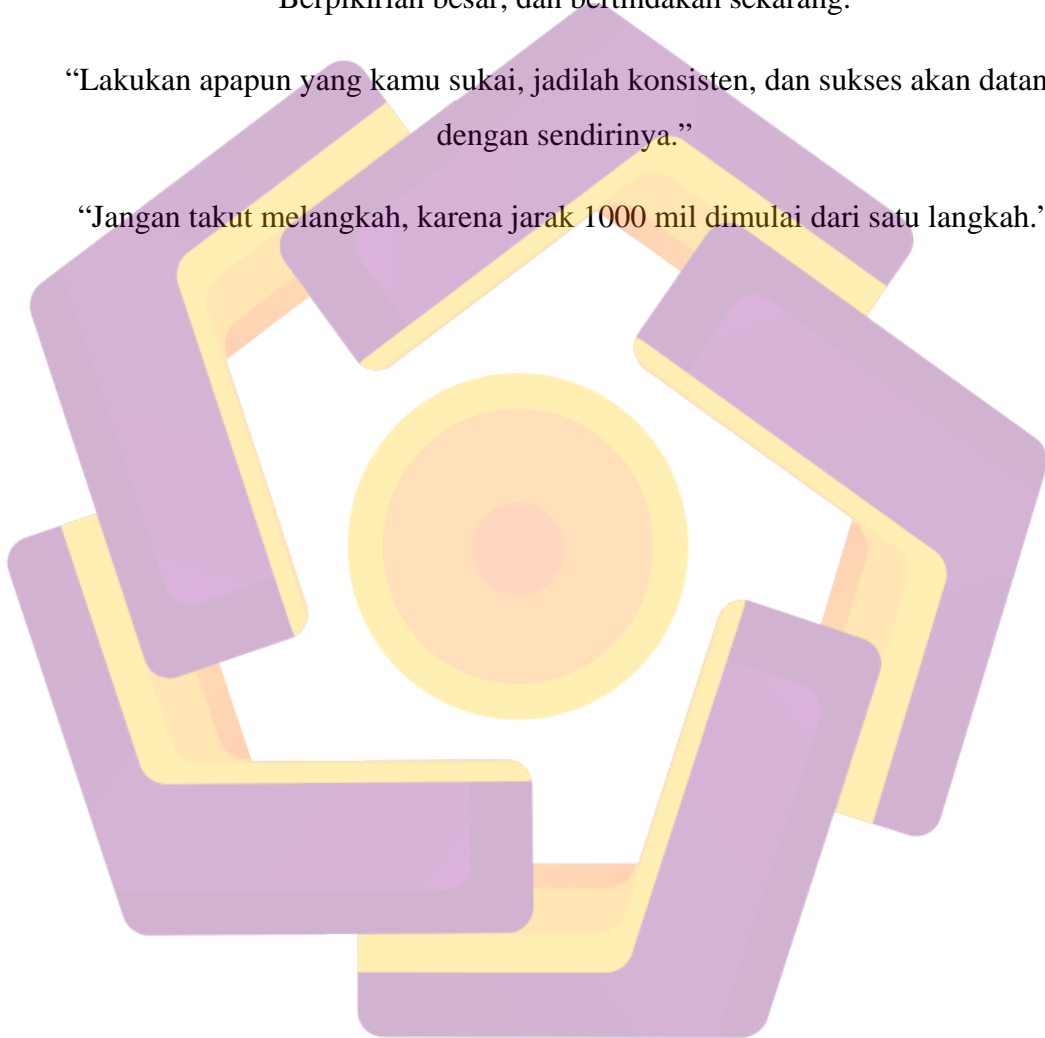 Berpikirlah besar, dan sekarang.
“Lakukan apapun yang kamu sukai, jadilah konsisten, dan sukses akan datan
dengan sendirinya.”
“Jangan takut melangkah, karena jarak 1000 mil dimulai dari satu langkah.”